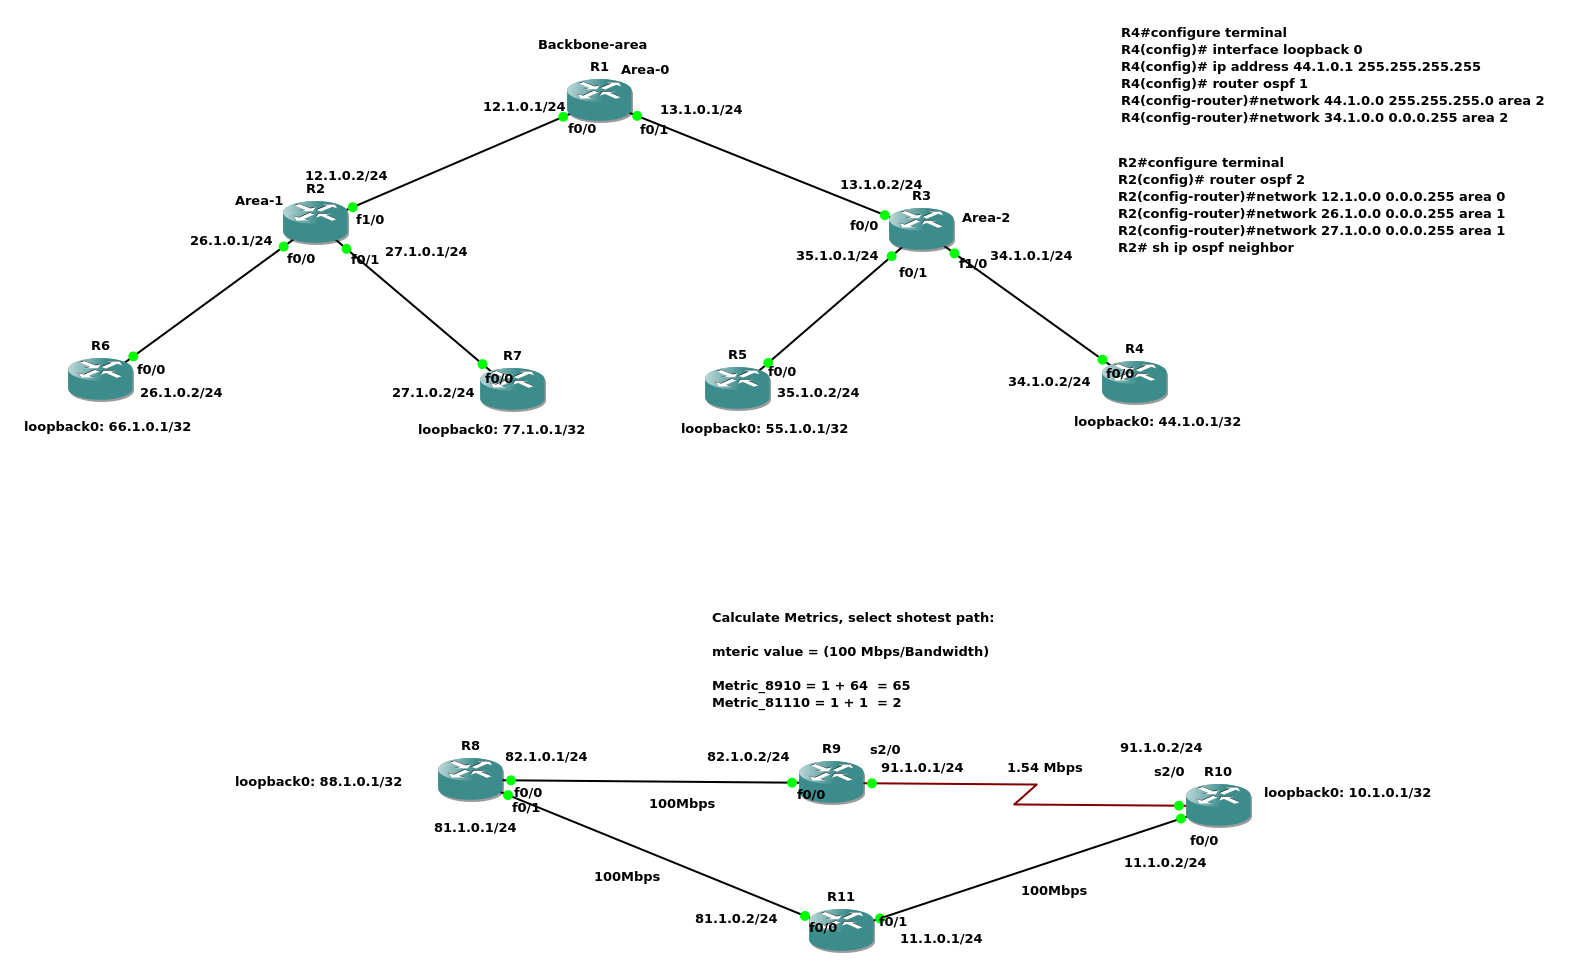 Backbone-area
R1
Area-0
12.1.0.1/24
13.1.0.1/24
f0/0
f0/1
12.1.0.2/24
R2
Area-1
f1/0
26.1.0.1/24
f0/0
f0/1
27.1.0.1/24
13.1.0.2/24
R3
Area-2
f0/0
35.1.0.1/24
f0/1
f1/0
34.1.0.1/24
R6
f0/0
26.1.0.2/24
loopback0: 66.1.0.1/32
R7
f0/0
27.1.0.2/24
loopback0: 77.1.0.1/32
R5
f0/0
35.1.0.2/24
loopback0: 55.1.0.1/32
R4
f0/0
34.1.0.2/24
loopback0: 44.1.0.1/32
R4#configure terminal
R4(config)# interface loopback 0
R4(config)# ip address 44.1.0.1 255.255.255.255
R4(config)# router ospf 1
R4(config-router)#network 44.1.0.0 255.255.255.0 area 2
R4(config-router)#network 34.1.0.0 0.0.0.255 area 2
R2#configure terminal
R2(config)# router ospf 2
R2(config-router)#network 12.1.0.0 0.0.0.255 area 0
R2(config-router)#network 26.1.0.0 0.0.0.255 area 1
R2(config-router)#network 27.1.0.0 0.0.0.255 area 1
R2# sh ip ospf neighbor
Calculate Metrics, select shotest path:
mteric value = (100 Mbps/Bandwidth)
Metric_8910 = 1 + 64  = 65
Metric_81110 = 1 + 1  = 2
R8
82.1.0.1/24
loopback0: 88.1.0.1/32
f0/0
f0/1
81.1.0.1/24
100Mbps
82.1.0.2/24
R9
s2/0
f0/0
91.1.0.1/24
1.54 Mbps
91.1.0.2/24
s2/0
R10
loopback0: 10.1.0.1/32
f0/0
11.1.0.2/24
100Mbps
100Mbps
R11
81.1.0.2/24
f0/0
f0/1
11.1.0.1/24